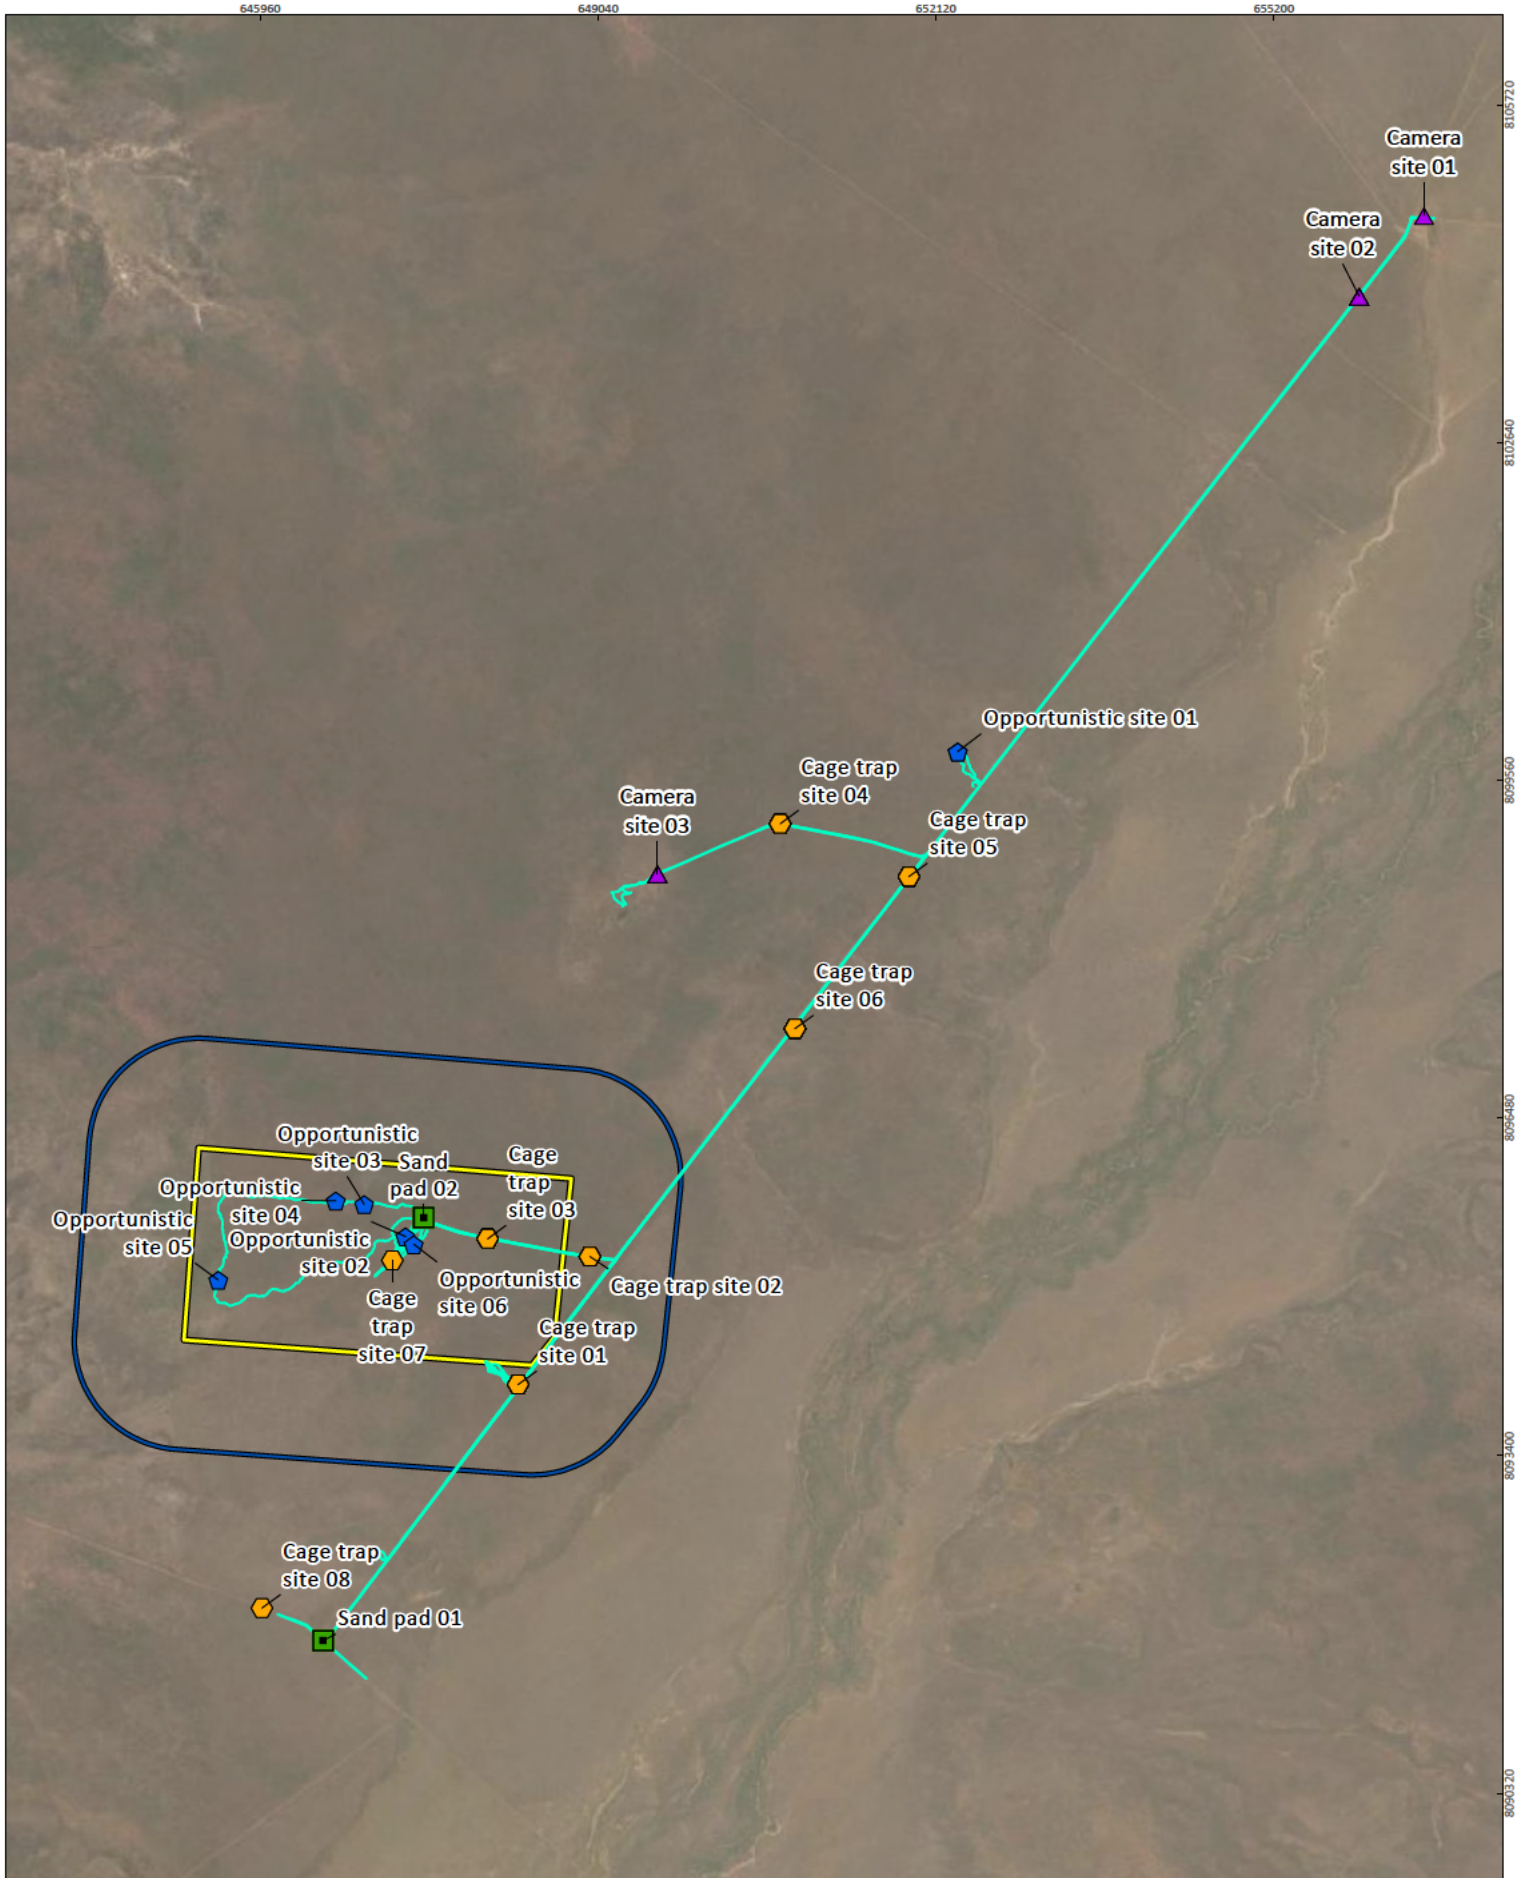 645960
649040
652120
655200
8105720
Camera
site 01
Camera
site 02
8102640
Opportunistic site 01
8099560
Cage trap
site 04
Camera
site 03
Cage trap
site 05
Cage trap
site 06
8096480
Opportunistic
site 03
Sand
pad 02
Cage
trap
site 03
Opportunistic
site 04
Opportunistic
site 05
Opportunistic
site 02
Opportunistic
site 06
Cage trap site 02
Cage
trap
site 07
Cage trap
site 01
8093400
Cage trap
site 08
Sand pad 01
8090320